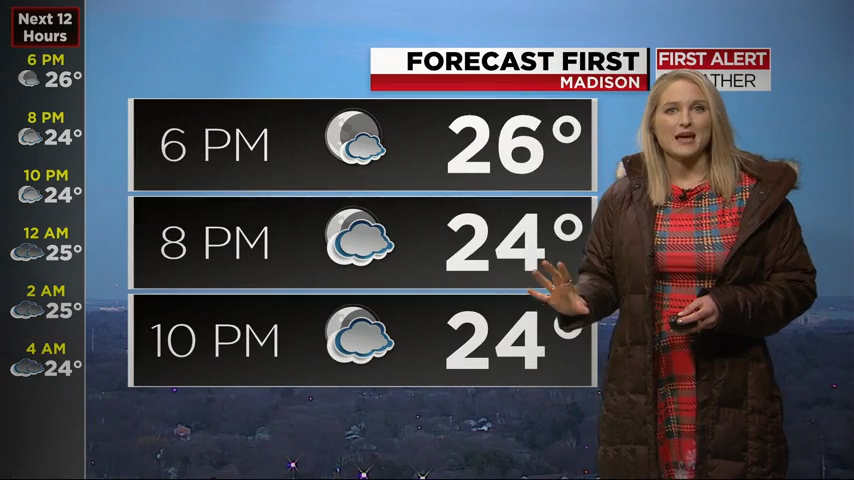 Next 12
Hours
6 PM
26°
8 PM
24°
10 PM
24°
12 AM
25°
2 AM
25°
4 AM
24°
FORECAST FIRST
MADISON
FIRST ALERT
6 PM 26°
8 PM 24°
10 PM 24°